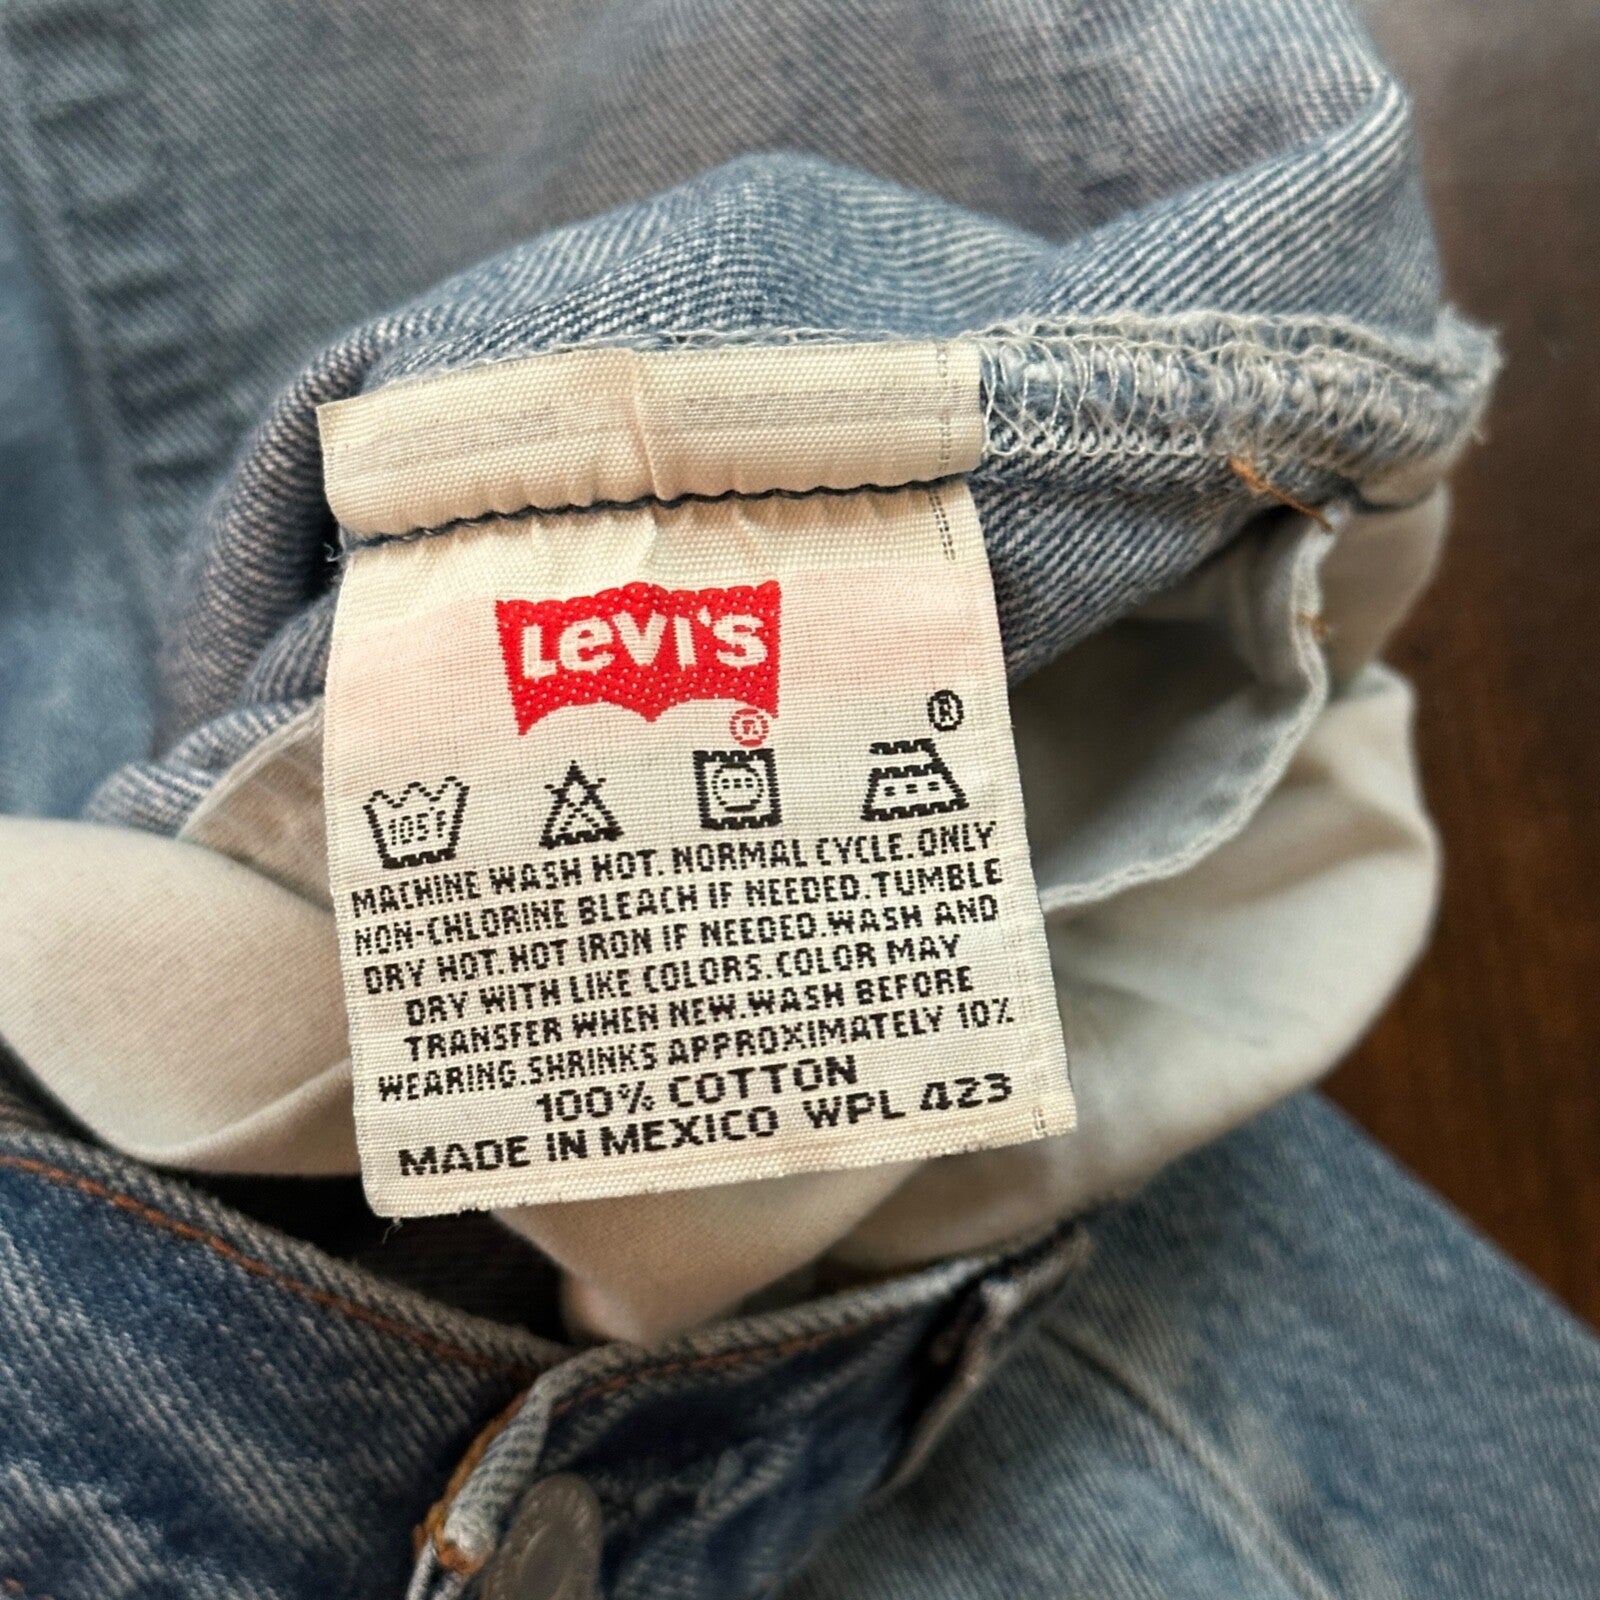 Levi's
®
®
105F
MACHINE WASH HOT. NORMAL CYCLE. ONLY
NON-CHLORINE BLEACH IF NEEDED. TUMBLE
DRY HOT. HOT IRON IF NEEDED. WASH AND
DRY WITH LIKE COLORS. COLOR MAY
TRANSFER WHEN NEW. WASH BEFORE
WEARING. SHRINKS APPROXIMATELY 10%
100% COTTON
MADE IN MEXICO WPL 423